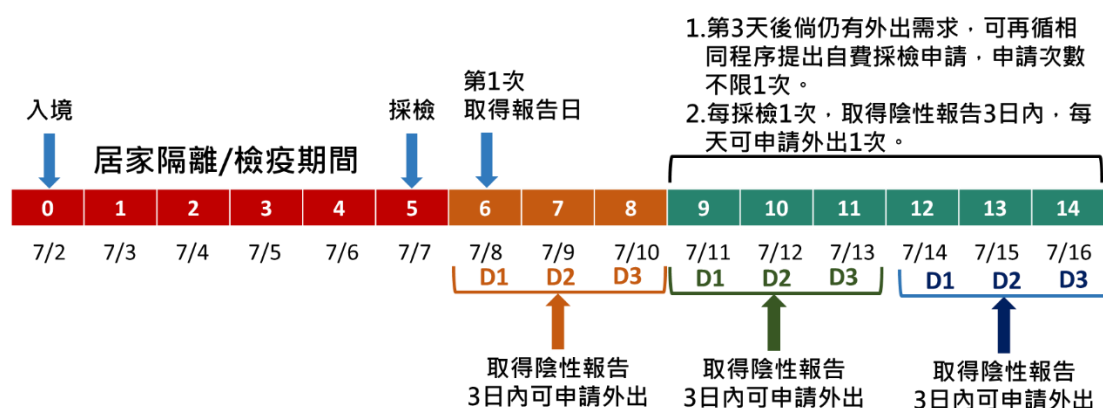 1.第3天後倘仍有外出需求，可再循相
同程序提出自費採檢申請，申請次數
不限1次。
2.每採檢1次，取得陰性報告3日內，每
天可申請外出1次。
入境
採檢
第1次
取得報告日
居家隔離/檢疫期間
0 1 2 3 4 5 6 7 8 9 10 11 12 13 14
7/2 7/3 7/4 7/5 7/6 7/7 7/8 7/9 7/10 7/11 7/12 7/13 7/14 7/15 7/16
D1 D2 D3 D1 D2 D3 D1 D2 D3
取得陰性報告
3日內可申請外出
取得陰性報告
3日內可申請外出
取得陰性報告
3日內可申請外出